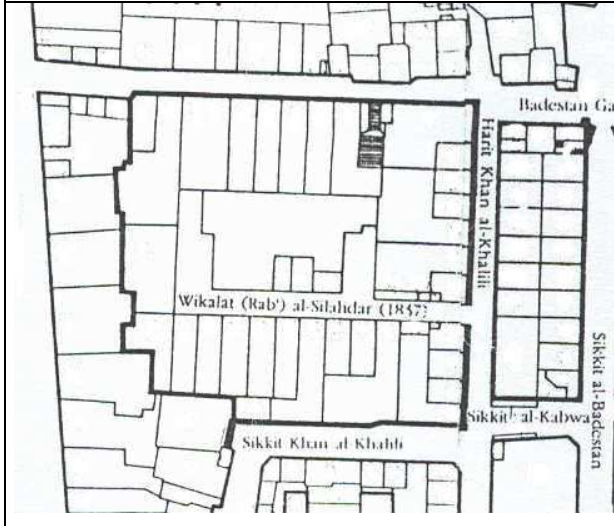 Badestan Ga
Harit Khan al-Khalili
Wikalat (Rab') al-Silahdar (1837)
Sikkit al-Badestan
Sikkit al-Kabwa
Sikkit Khan al-Khalili